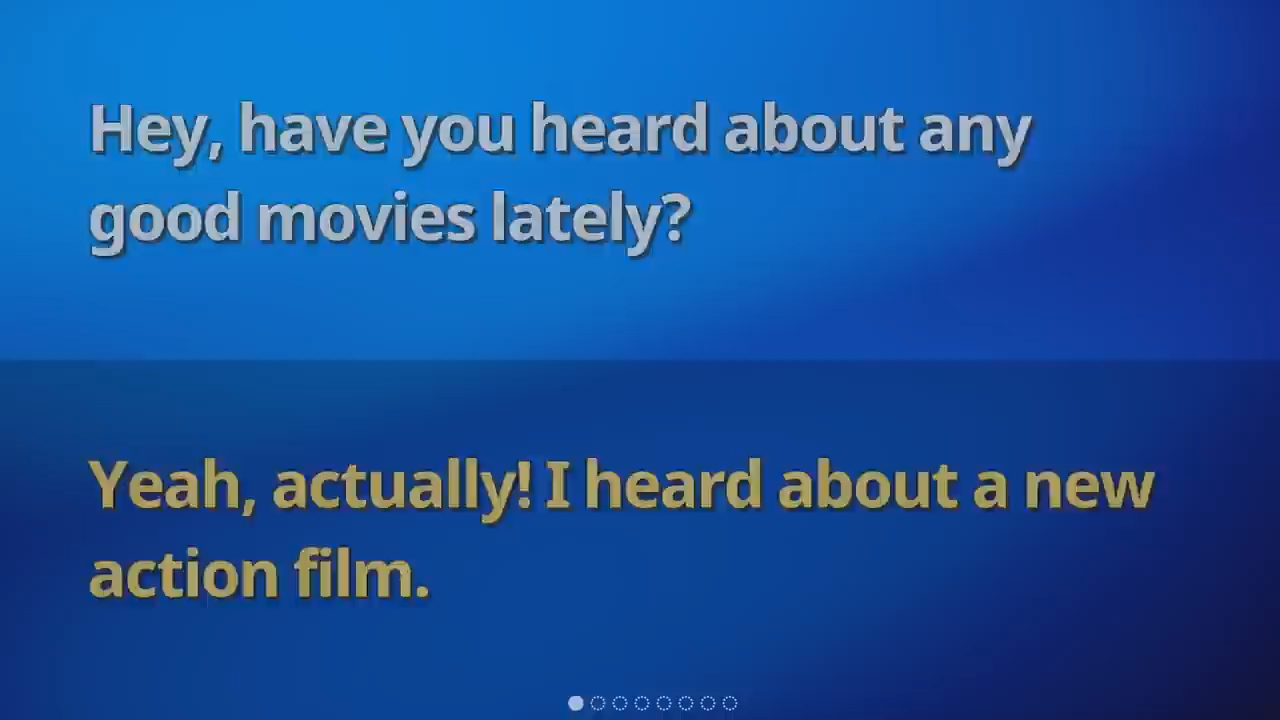 Hey, have you heard about any
good movies lately?
Yeah, actually! I heard about a new
action film.